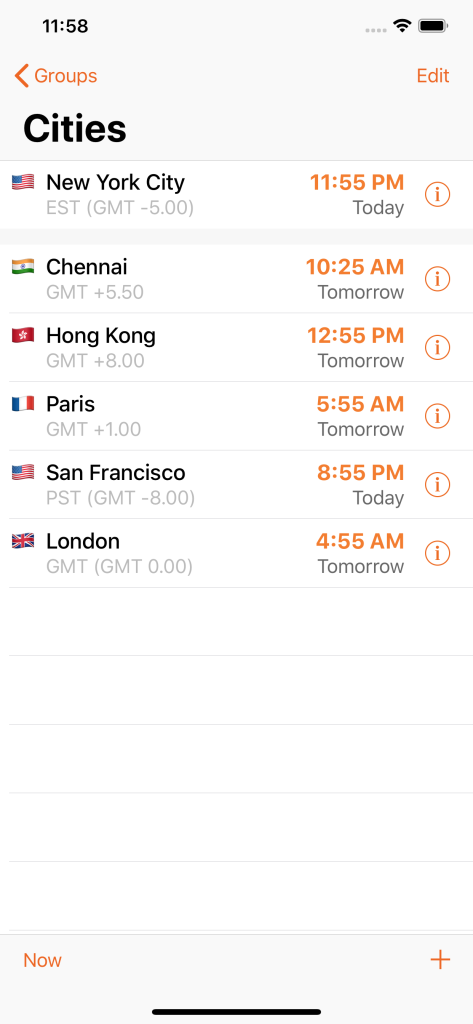 11:58
Groups
Edit
Cities
New York City 11:55 PM
EST (GMT -5.00) Today
Chennai 10:25 AM
GMT +5.50 Tomorrow
Hong Kong 12:55 PM
GMT +8.00 Tomorrow
Paris 5:55 AM
GMT +1.00 Tomorrow
San Francisco 8:55 PM
PST (GMT -8.00) Today
London 4:55 AM
GMT (GMT 0.00) Tomorrow
Now